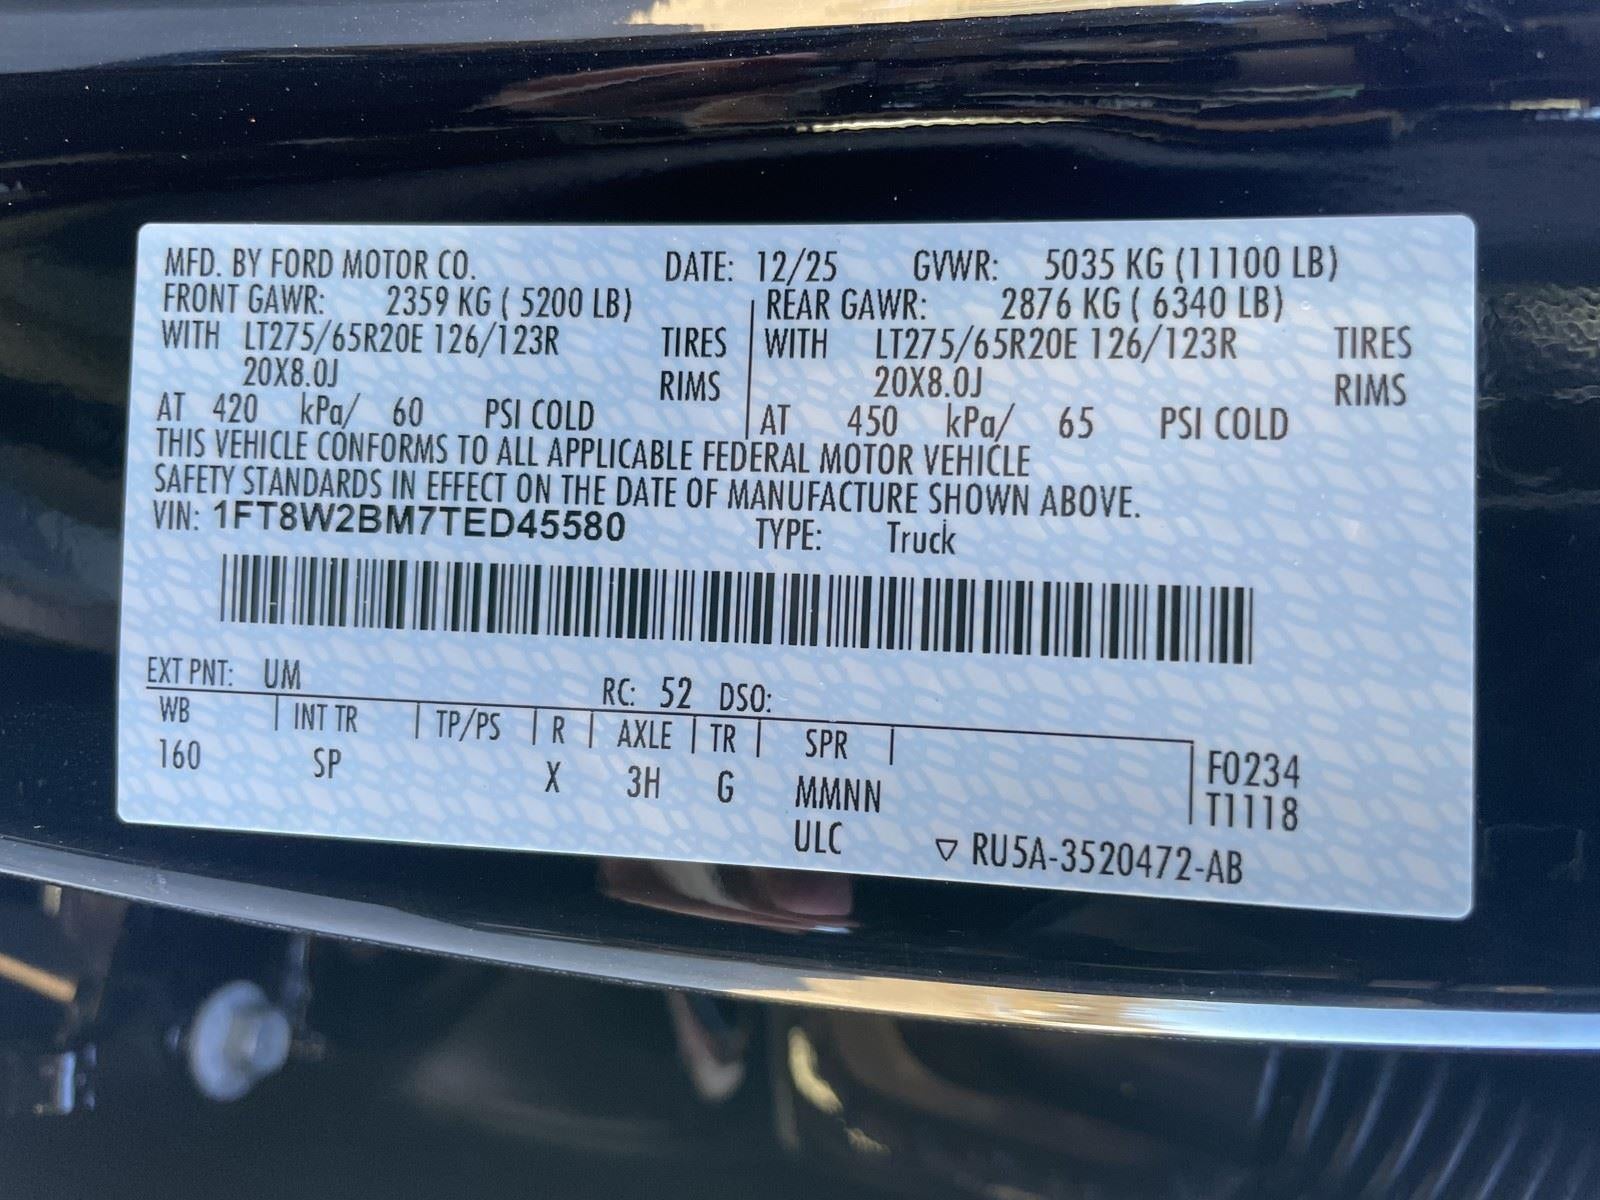 MFD. BY FORD MOTOR CO. DATE: 12/25 GVWR: 5035 KG (11100 LB)
FRONT GAWR: 2359 KG ( 5200 LB) REAR GAWR: 2876 KG ( 6340 LB)
WITH LT275/65R20E 126/123R TIRES WITH LT275/65R20E 126/123R TIRES
20X8.0J RIMS 20X8.0J RIMS
AT 420 kPa/ 60 PSI COLD AT 450 kPa/ 65 PSI COLD
THIS VEHICLE CONFORMS TO ALL APPLICABLE FEDERAL MOTOR VEHICLE
SAFETY STANDARDS IN EFFECT ON THE DATE OF MANUFACTURE SHOWN ABOVE.
VIN: 1FT8W2BM7TED45580 TYPE: Truck
EXT PNT: UM RC: 52 DSO:
WB INT TR TP/PS R AXLE TR SPR F0234
160 SP X 3H G MMNN T1118
ULC ▽ RU5A-3520472-AB